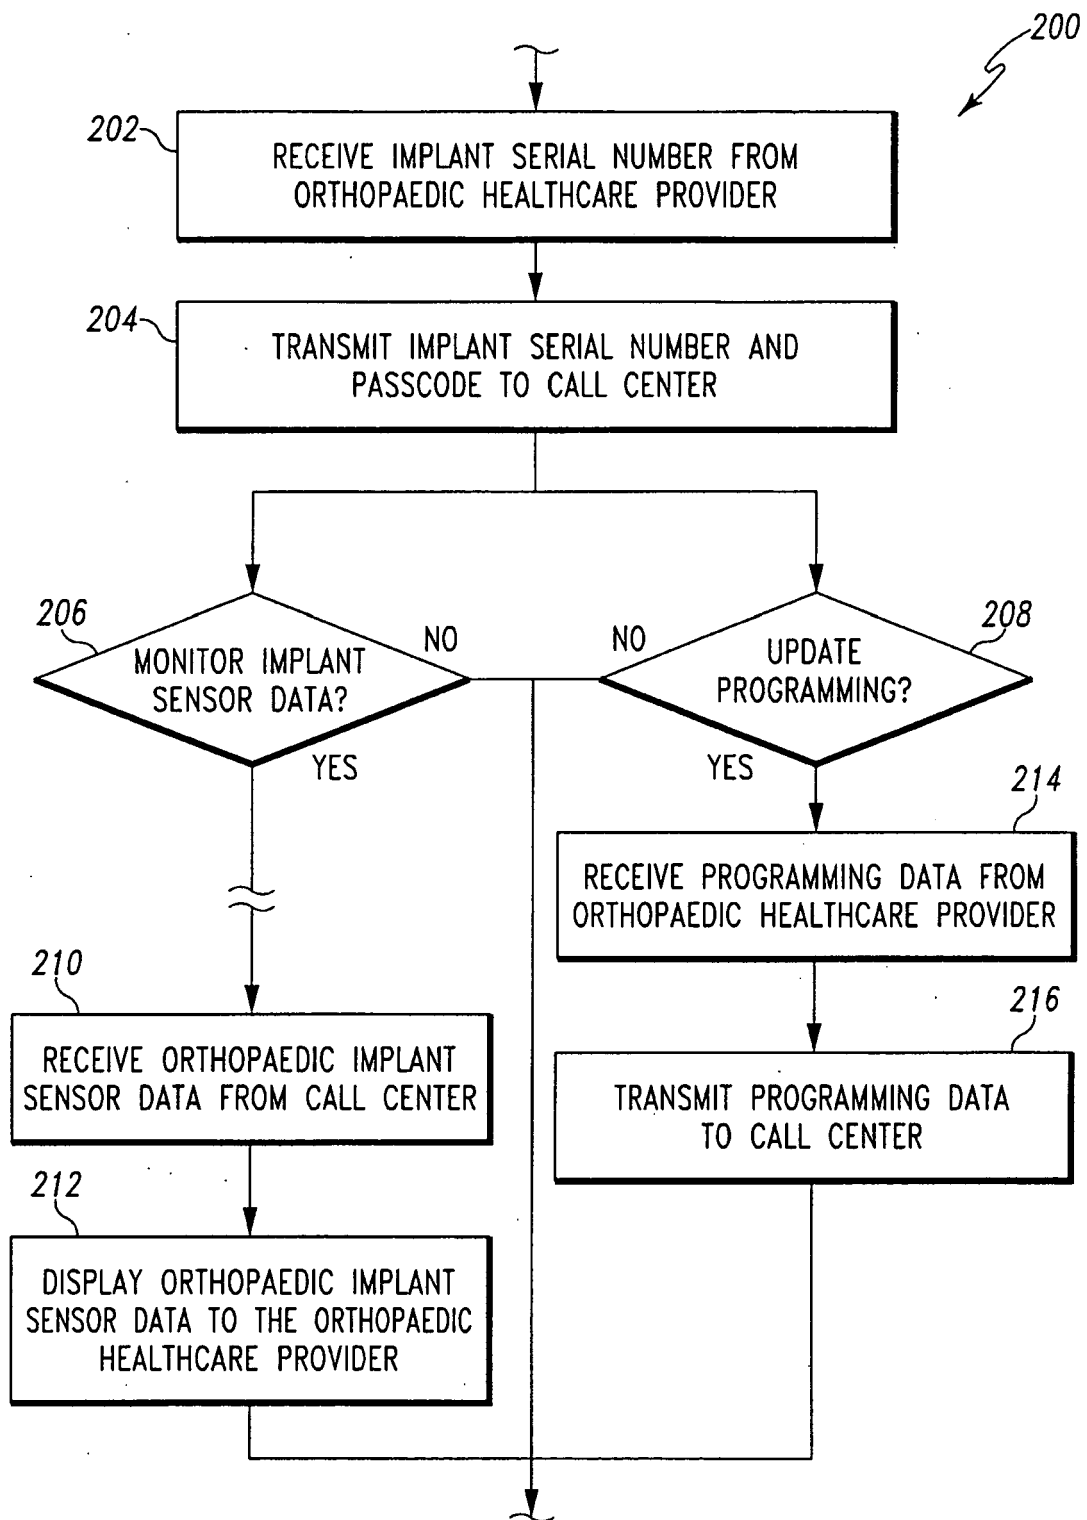 200
202
RECEIVE IMPLANT SERIAL NUMBER FROM
ORTHOPAEDIC HEALTHCARE PROVIDER
204
TRANSMIT IMPLANT SERIAL NUMBER AND
PASSCODE TO CALL CENTER
206
MONITOR IMPLANT
SENSOR DATA?
NO
YES
NO
208
UPDATE
PROGRAMMING?
YES
214
RECEIVE PROGRAMMING DATA FROM
ORTHOPAEDIC HEALTHCARE PROVIDER
210
RECEIVE ORTHOPAEDIC IMPLANT
SENSOR DATA FROM CALL CENTER
216
TRANSMIT PROGRAMMING DATA
TO CALL CENTER
212
DISPLAY ORTHOPAEDIC IMPLANT
SENSOR DATA TO THE ORTHOPAEDIC
HEALTHCARE PROVIDER